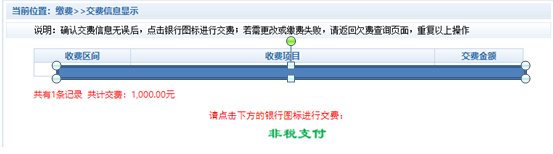 当前位置：缴费>>交费信息显示
说明：确认交费信息无误后，点击银行图标进行交费；若需更改或缴费失败，请返回欠费查询页面，重复以上操作
收费区间 收费项目 交费金额
共有1条记录 共计交费：1,000.00元
请点击下方的银行图标进行交费：
非税支付